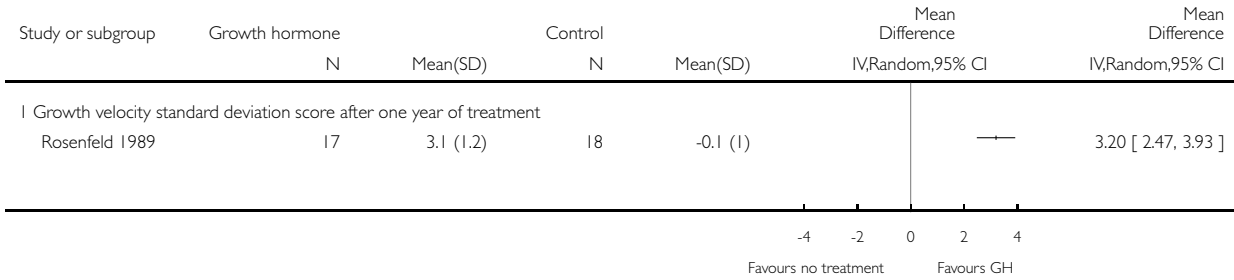 Mean Mean
Study or subgroup Growth hormone Control Difference Difference
N Mean(SD) N Mean(SD) IV,Random,95% CI IV,Random,95% CI
1 Growth velocity standard deviation score after one year of treatment
Rosenfeld 1989 17 3.1 (1.2) 18 -0.1 (1) 3.20 [ 2.47, 3.93 ]
-4 -2 0 2 4
Favours no treatment Favours GH